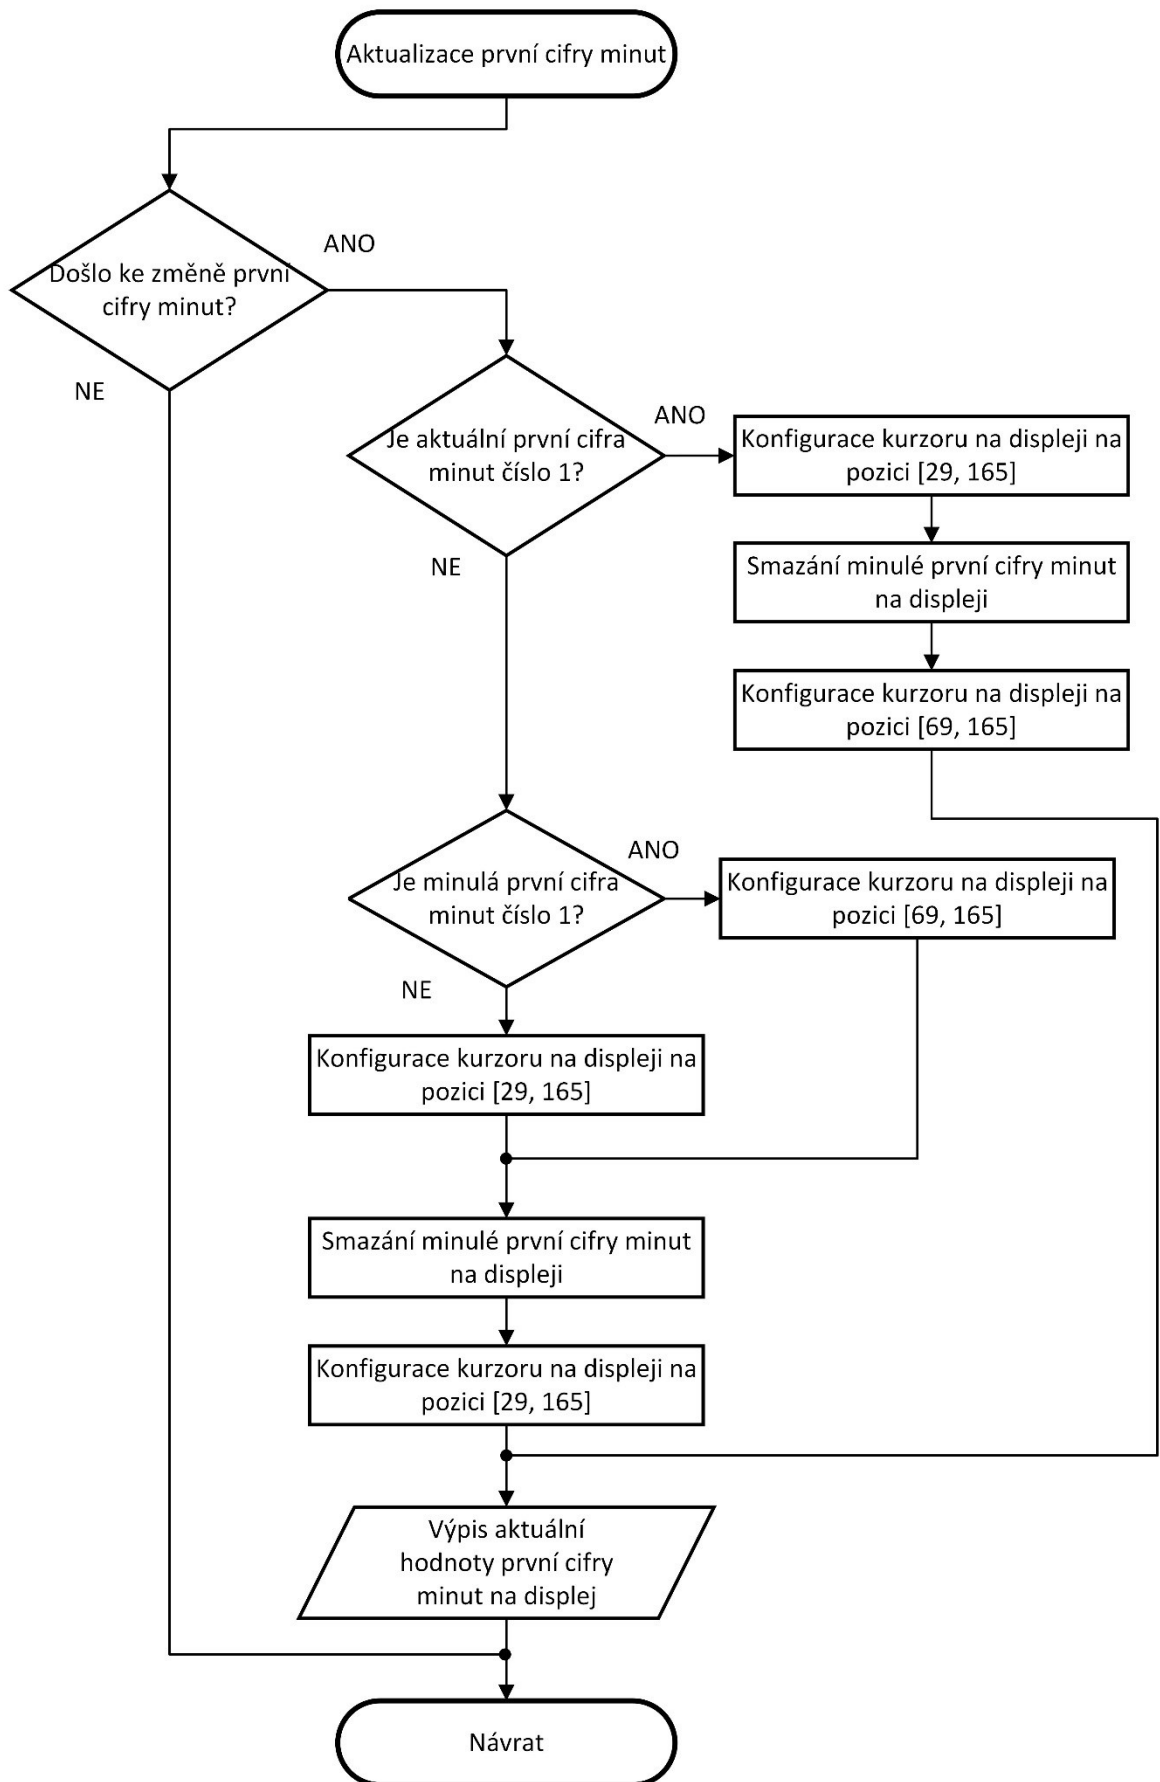 Aktualizace první cifry minut
ANO
Došlo ke změně první
cifry minut?
NE
ANO
Je aktuální první cifra
minut číslo 1?
NE
Konfigurace kurzoru na displeji na
pozici [29, 165]
Smazání minulé první cifry minut
na displeji
Konfigurace kurzoru na displeji na
pozici [69, 165]
ANO
Je minulá první cifra
minut číslo 1?
Konfigurace kurzoru na displeji na
pozici [69, 165]
NE
Konfigurace kurzoru na displeji na
pozici [29, 165]
Smazání minulé první cifry minut
na displeji
Konfigurace kurzoru na displeji na
pozici [29, 165]
Výpis aktuální
hodnoty první cifry
minut na displej
Návrat